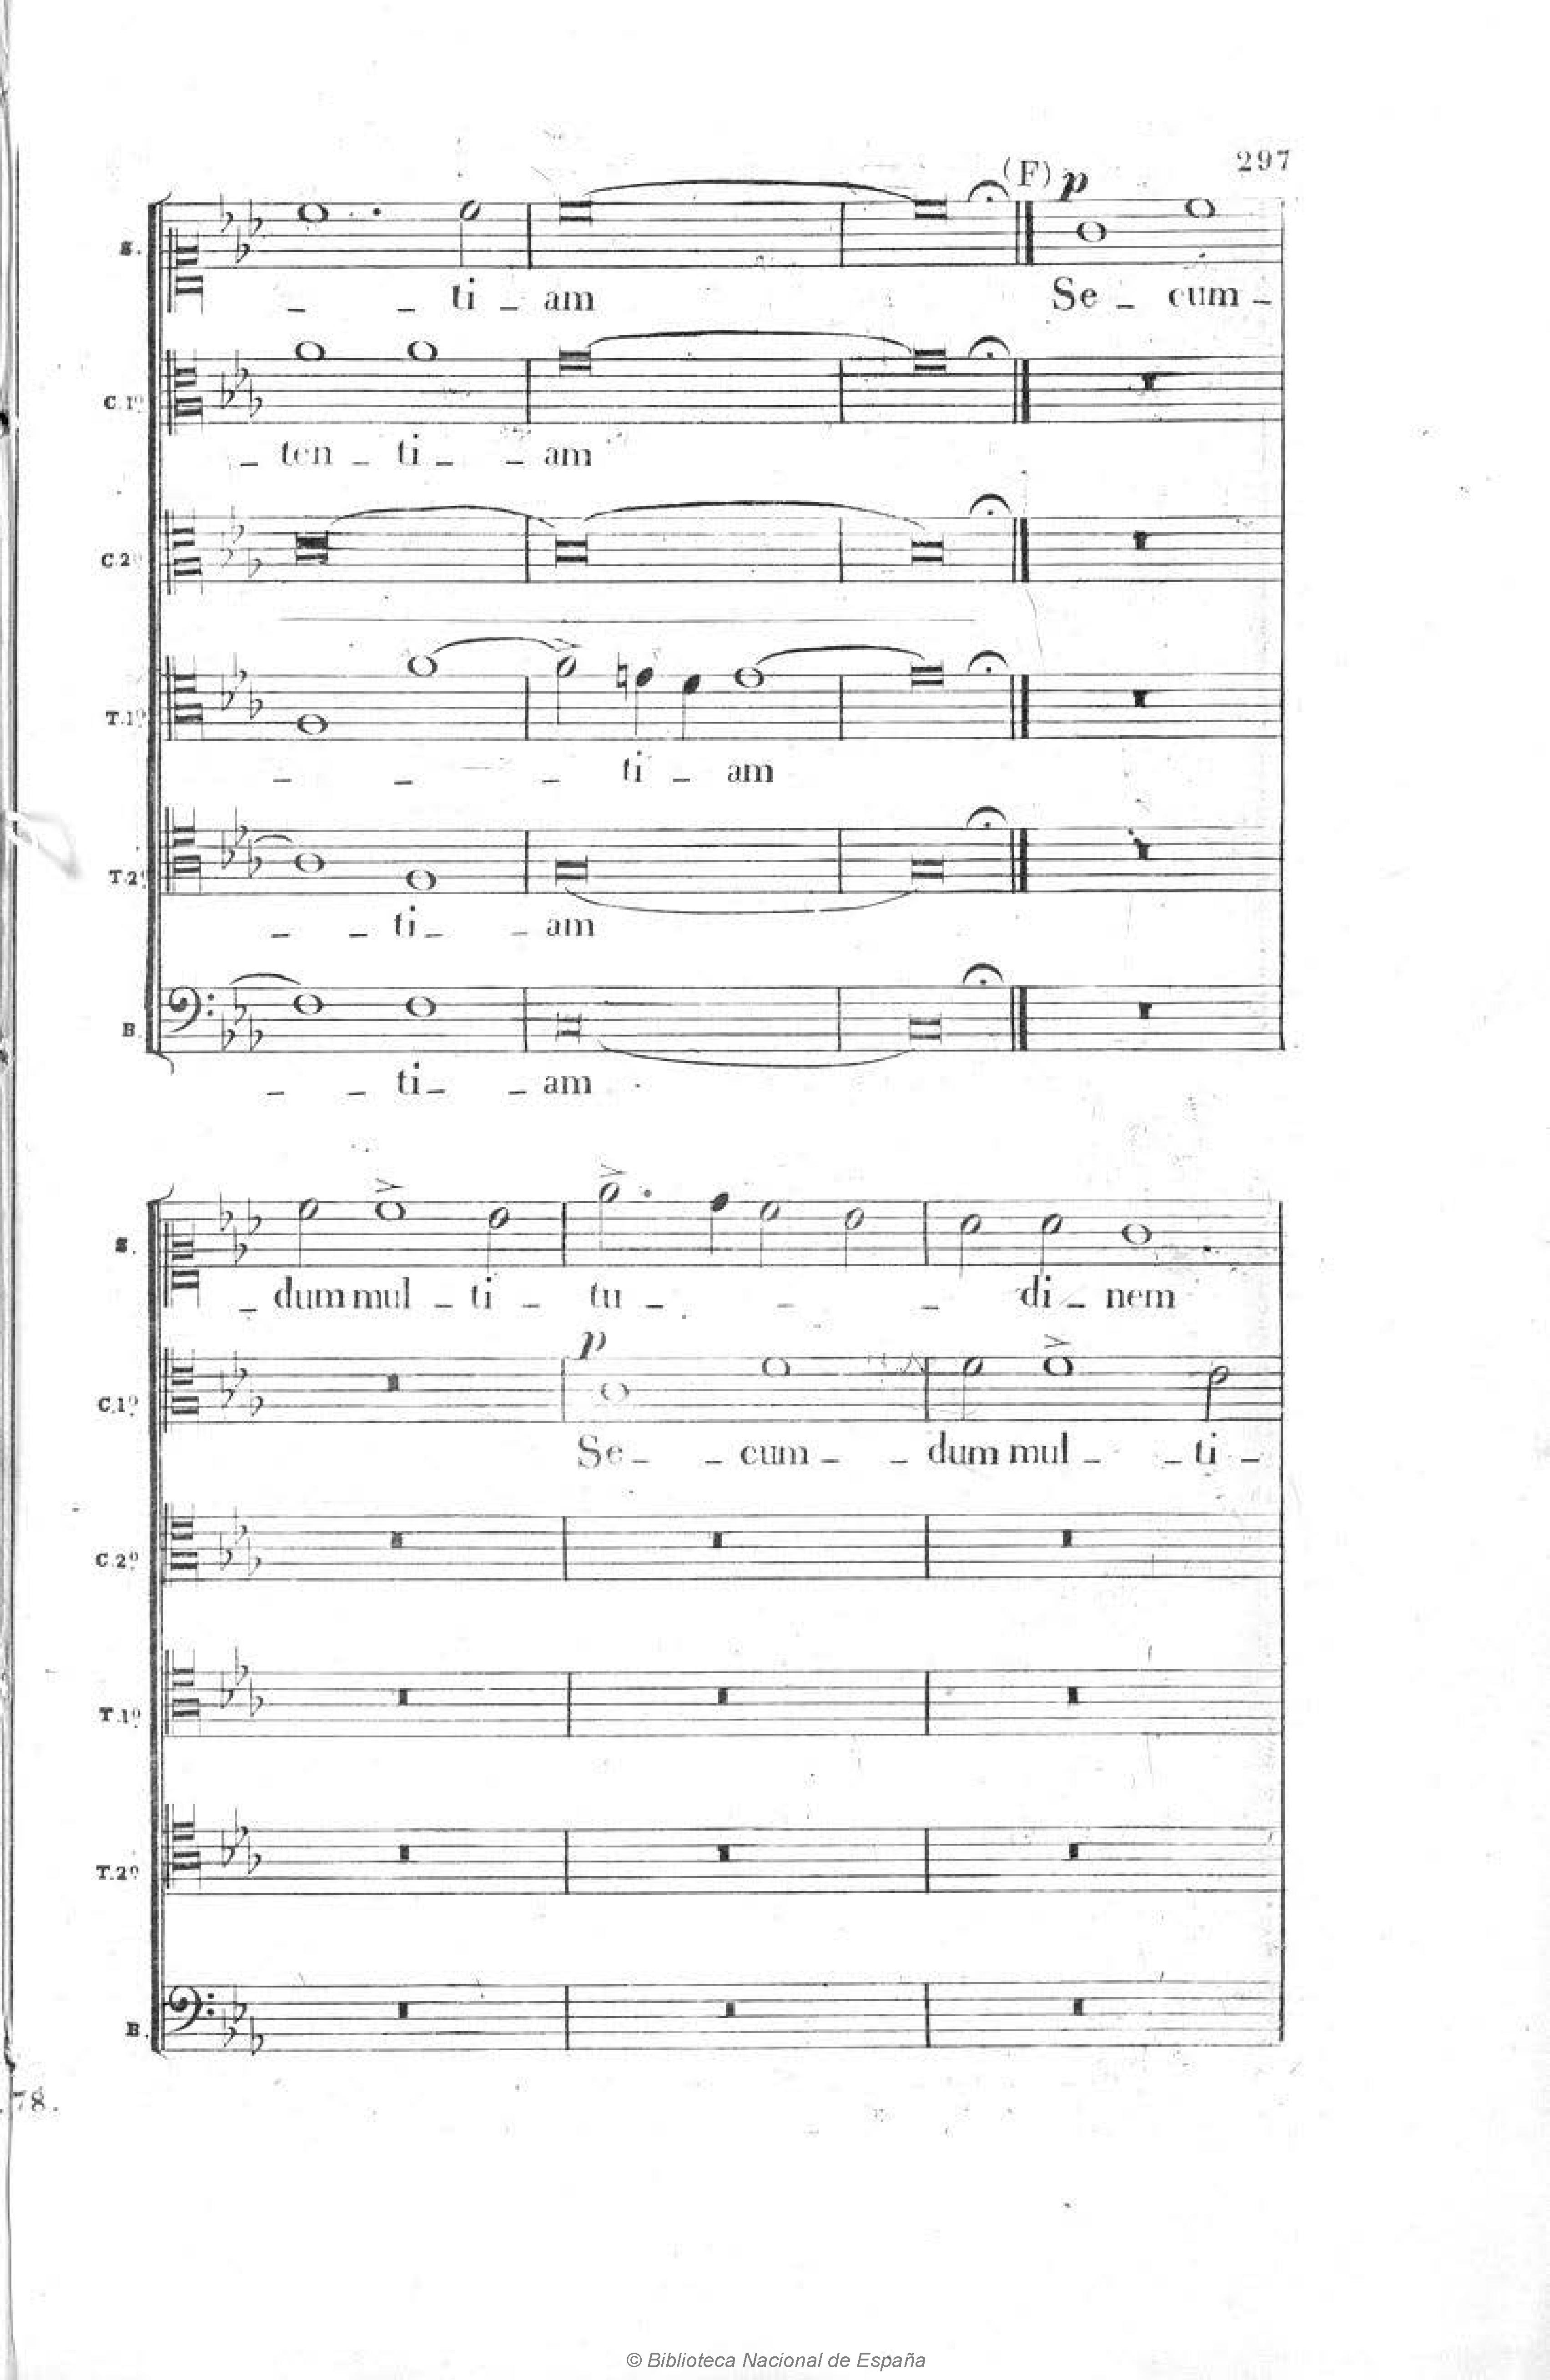 297
(F) p
S.
_ _ ti _ am Se _ cum _
C.1º
_ ten _ ti _ _ am
C.2º
T.1º
_ _ _ ti _ am
T.2º
_ _ ti _ _ am
B.
_ _ ti _ _ am
S.
_ dum mul _ ti _ tu _ _ _ di _ nem
p
C.1º
Se _ _ cum _ _ dum mul _ _ ti _
C.2º
T.1º
T.2º
B.
78.
© Biblioteca Nacional de España